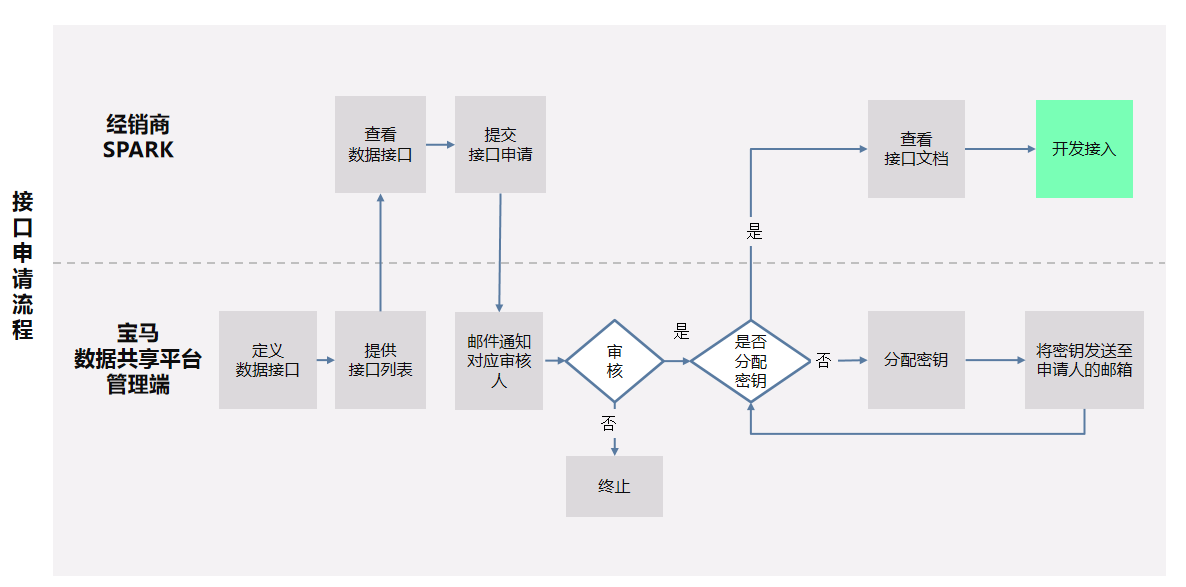 接口申请流程
经销商
SPARK
查看
数据接口
提交
接口申请
查看
接口文档
开发接入
是
宝马
数据共享平台
管理端
定义
数据接口
提供
接口列表
邮件通知
对应审核
人
审
核
是
是否
分配
密钥
否
分配密钥
将密钥发送至
申请人的邮箱
否
终止